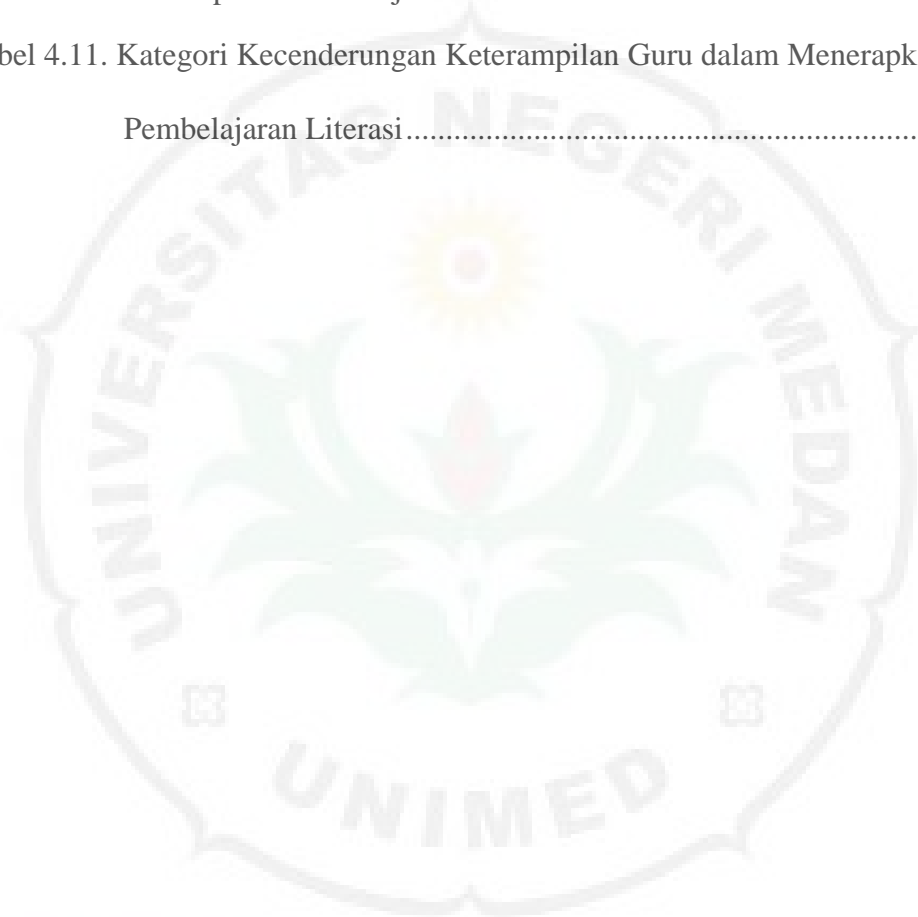 bel 4.11. Kategori Kecenderungan Keterampilan Guru dalam Menerapk
Pembelajaran Literasi................................................................
UNIVERSITAS NEGERI MEDAN
UNIMED